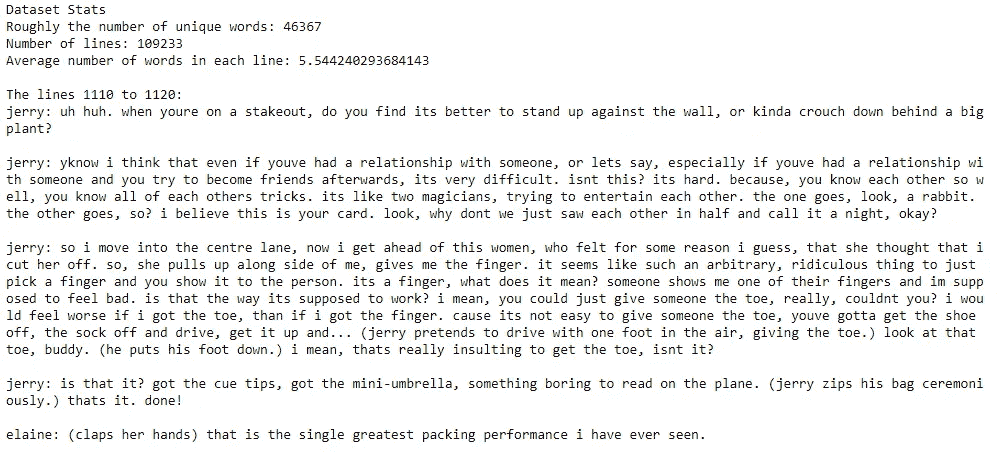 Dataset Stats
Roughly the number of unique words: 46367
Number of lines: 109233
Average number of words in each line: 5.544240293684143

The lines 1110 to 1120:
jerry: uh huh. when youre on a stakeout, do you find its better to stand up against the wall, or kinda crouch down behind a big
plant?

jerry: yknow i think that even if youve had a relationship with someone, or lets say, especially if youve had a relationship wi
th someone and you try to become friends afterwards, its very difficult. isnt this? its hard. because, you know each other so w
ell, you know all of each others tricks. its like two magicians, trying to entertain each other. the one goes, look, a rabbit.
the other goes, so? i believe this is your card. look, why dont we just saw each other in half and call it a night, okay?

jerry: so i move into the centre lane, now i get ahead of this women, who felt for some reason i guess, that she thought that i
cut her off. so, she pulls up along side of me, gives me the finger. it seems like such an arbitrary, ridiculous thing to just
pick a finger and you show it to the person. its a finger, what does it mean? someone shows me one of their fingers and im supp
osed to feel bad. is that the way its supposed to work? i mean, you could just give someone the toe, really, couldnt you? i wou
ld feel worse if i got the toe, than if i got the finger. cause its not easy to give someone the toe, youve gotta get the shoe
off, the sock off and drive, get it up and... (jerry pretends to drive with one foot in the air, giving the toe.) look at that
toe, buddy. (he puts his foot down.) i mean, thats really insulting to get the toe, isnt it?

jerry: is that it? got the cue tips, got the mini-umbrella, something boring to read on the plane. (jerry zips his bag ceremoni
ously.) thats it. done!

elaine: (claps her hands) that is the single greatest packing performance i have ever seen.